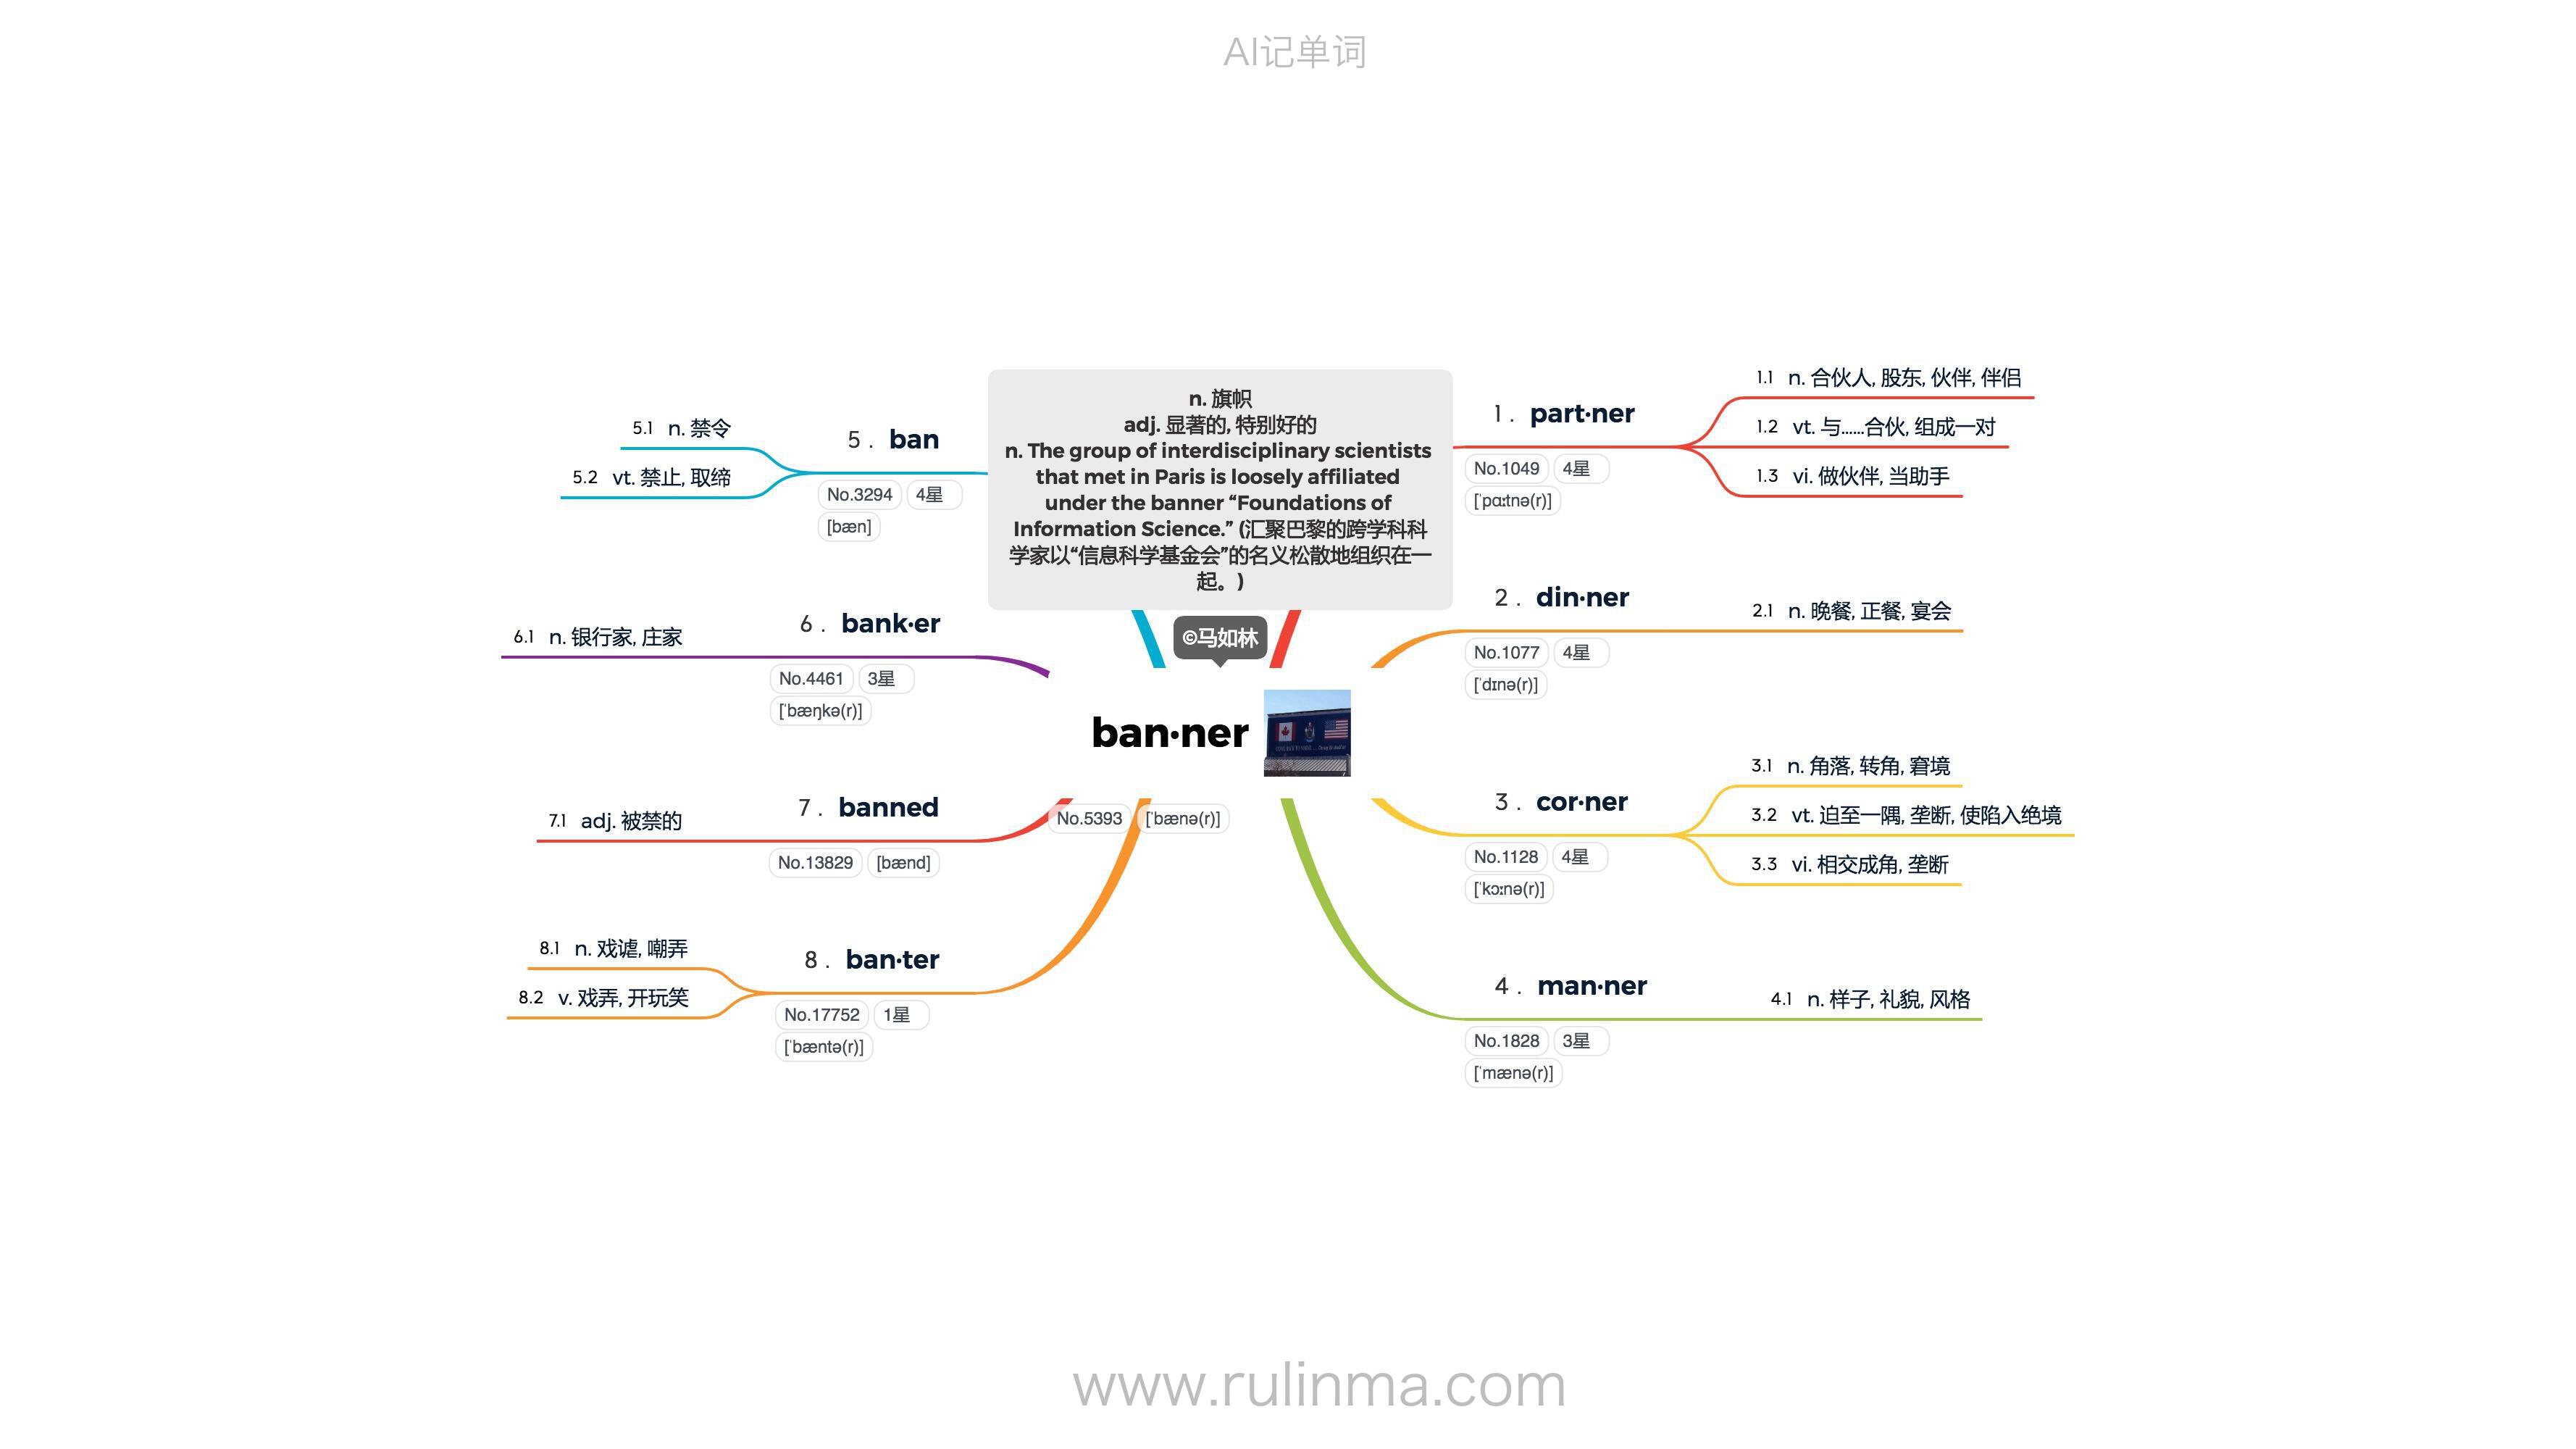 AI记单词
n. 旗帜
adj. 显著的, 特别好的
n. The group of interdisciplinary scientists
that met in Paris is loosely affiliated
under the banner “Foundations of
Information Science.” (汇聚巴黎的跨学科科
学家以“信息科学基金会”的名义松散地组织在一
起。)
©马如林
ban·ner
No.5393 [ˈbænə(r)]
1. part·ner
No.1049 4星
[ˈpɑːtnə(r)]
1.1 n. 合伙人, 股东, 伙伴, 伴侣
1.2 vt. 与……合伙, 组成一对
1.3 vi. 做伙伴, 当助手
2. din·ner
No.1077 4星
[ˈdɪnə(r)]
2.1 n. 晚餐, 正餐, 宴会
3. cor·ner
No.1128 4星
[ˈkɔːnə(r)]
3.1 n. 角落, 转角, 窘境
3.2 vt. 迫至一隅, 垄断, 使陷入绝境
3.3 vi. 相交成角, 垄断
4. man·ner
No.1828 3星
[ˈmænə(r)]
4.1 n. 样子, 礼貌, 风格
5. ban
No.3294 4星
[bæn]
5.1 n. 禁令
5.2 vt. 禁止, 取缔
6. bank·er
No.4461 3星
[ˈbæŋkə(r)]
6.1 n. 银行家, 庄家
7. banned
No.13829 [bænd]
7.1 adj. 被禁的
8. ban·ter
No.17752 1星
[ˈbæntə(r)]
8.1 n. 戏谑, 嘲弄
8.2 v. 戏弄, 开玩笑
www.rulinma.com